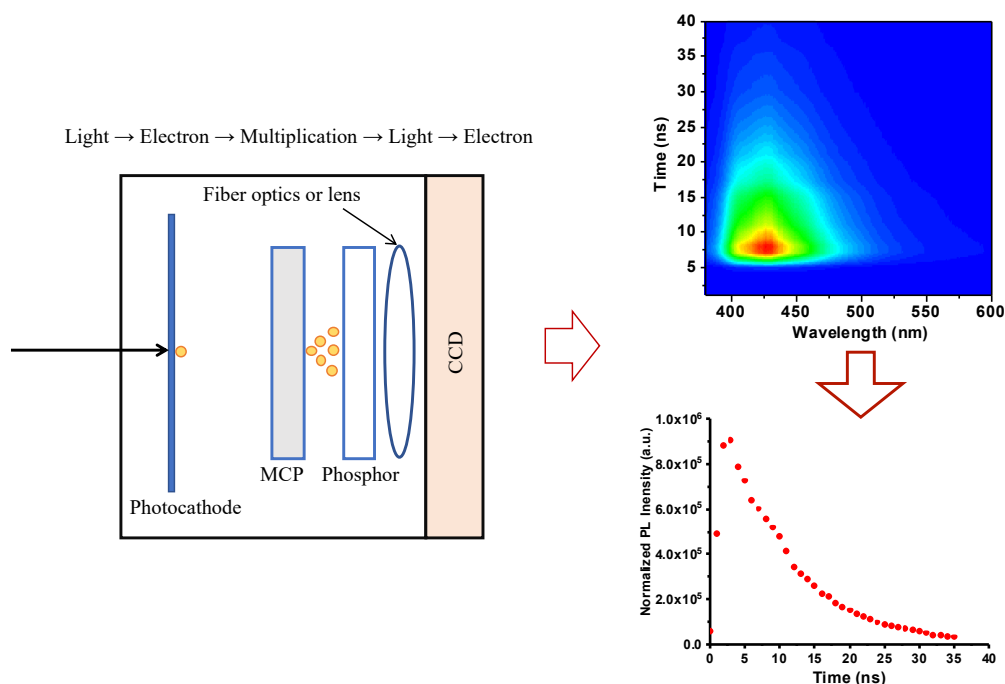 Light → Electron → Multiplication → Light → Electron
Fiber optics or lens
CCD
MCP
Phosphor
Photocathode
Time (ns)
40
35
30
25
20
15
10
5
400
450
500
550
600
Wavelength (nm)
Normalized PL Inensity (a.u.)
1.0x10⁶
8.0x10⁵
6.0x10⁵
4.0x10⁵
2.0x10⁵
0.0
0
5
10
15
20
25
30
35
40
Time (ns)